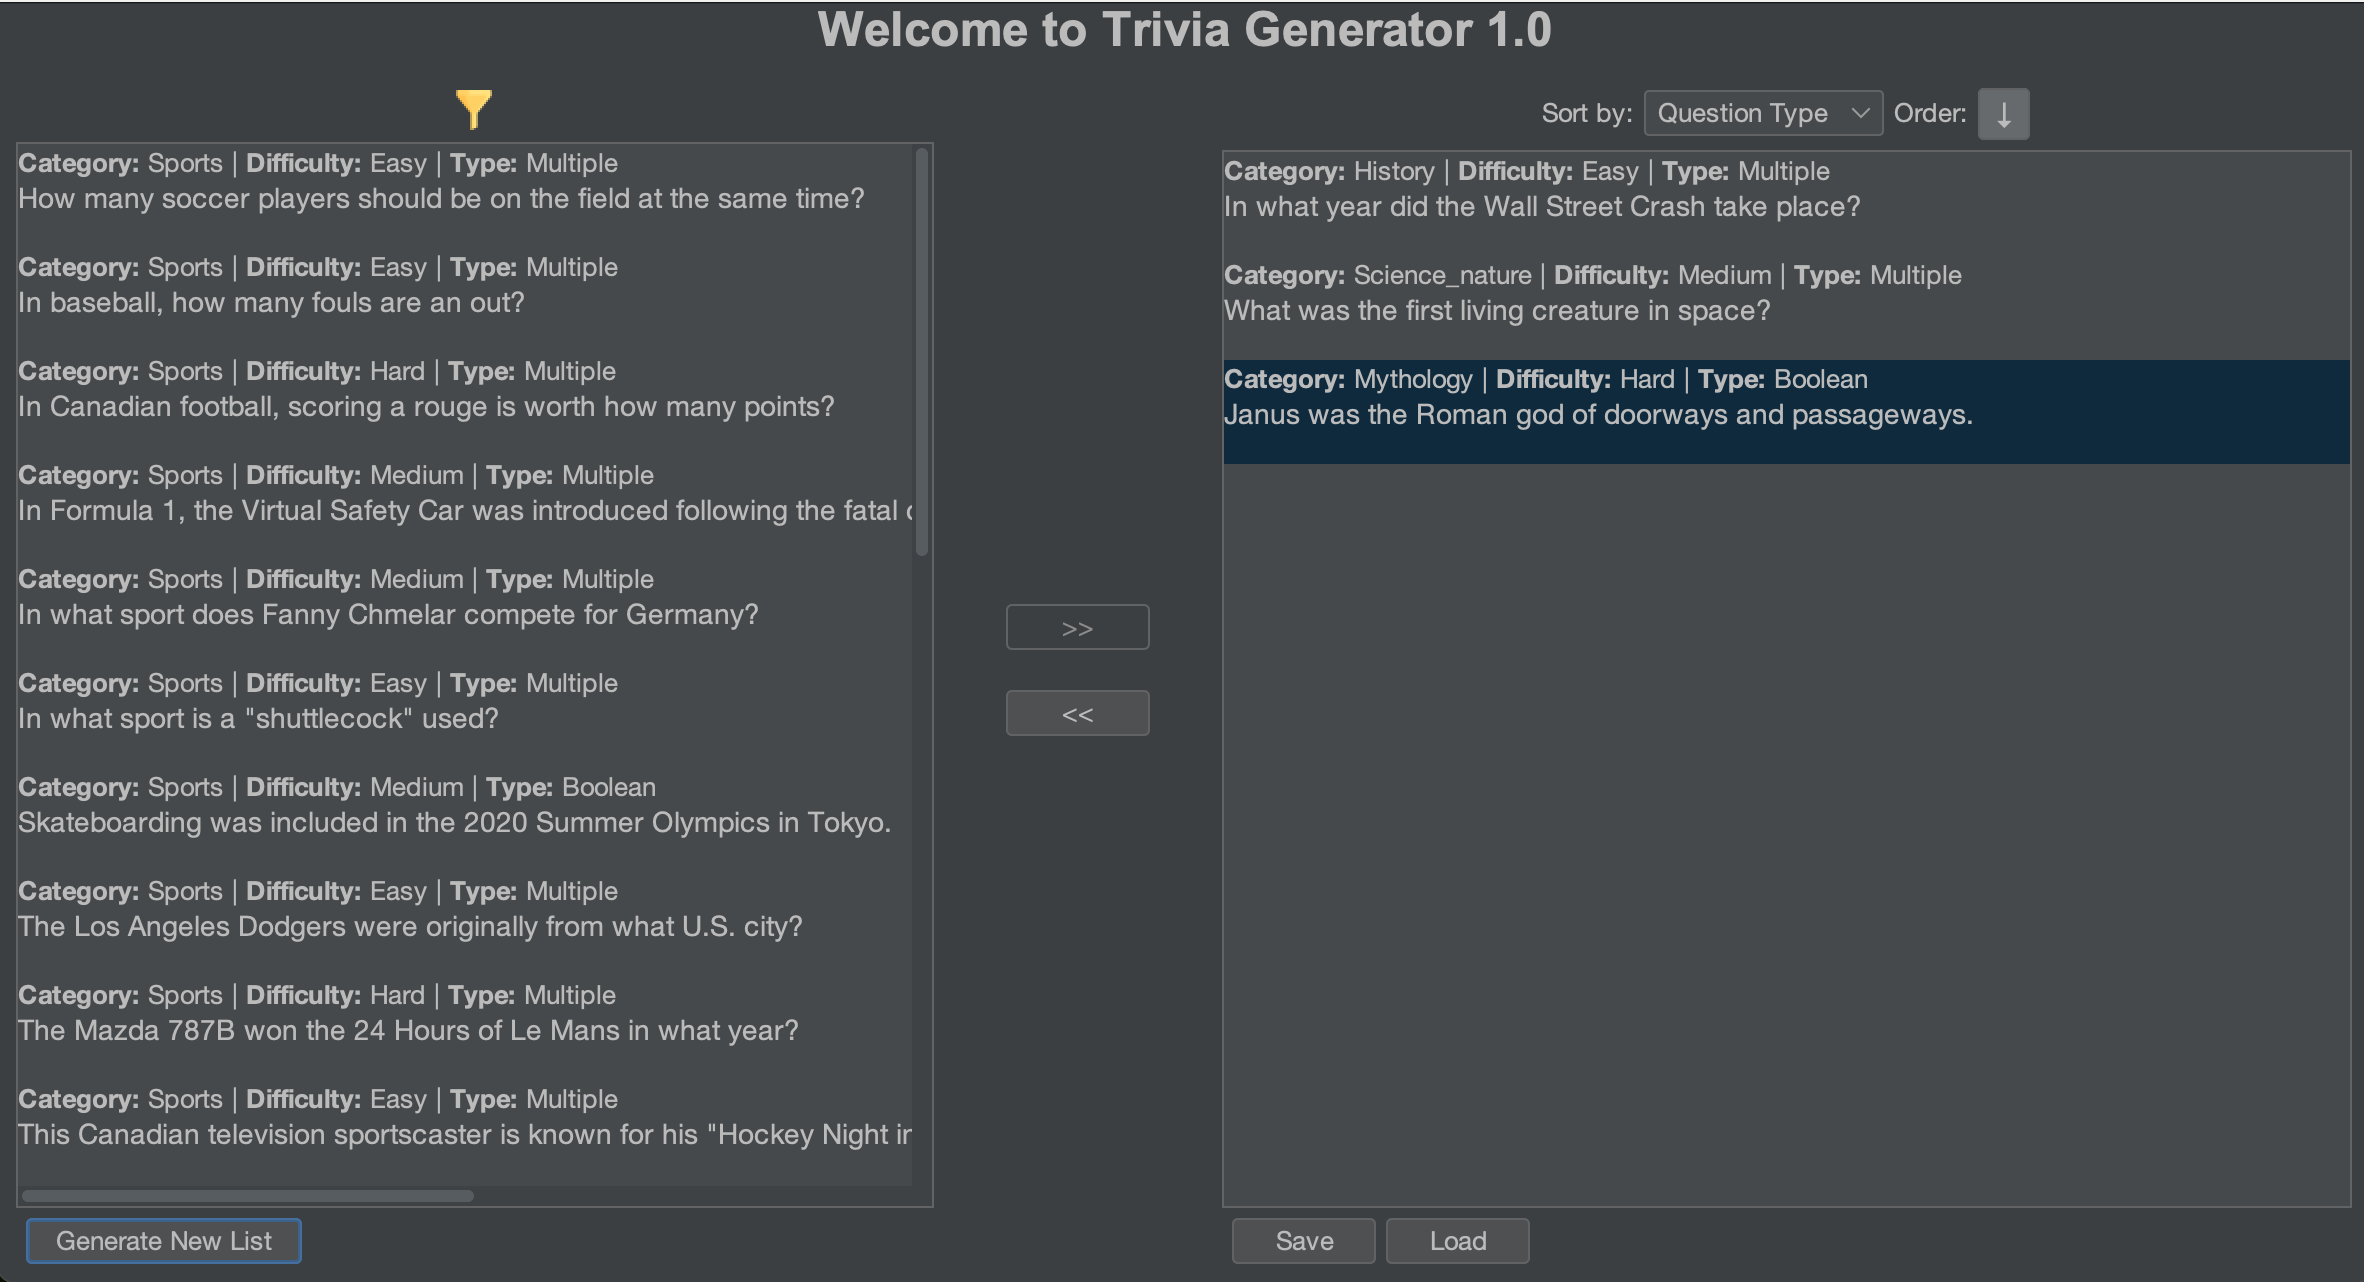 Welcome to Trivia Generator 1.0
Sort by: Question Type Order: ↓
Category: Sports | Difficulty: Easy | Type: Multiple
How many soccer players should be on the field at the same time?
Category: Sports | Difficulty: Easy | Type: Multiple
In baseball, how many fouls are an out?
Category: Sports | Difficulty: Hard | Type: Multiple
In Canadian football, scoring a rouge is worth how many points?
Category: Sports | Difficulty: Medium | Type: Multiple
In Formula 1, the Virtual Safety Car was introduced following the fatal
Category: Sports | Difficulty: Medium | Type: Multiple
In what sport does Fanny Chmelar compete for Germany?
Category: Sports | Difficulty: Easy | Type: Multiple
In what sport is a "shuttlecock" used?
Category: Sports | Difficulty: Medium | Type: Boolean
Skateboarding was included in the 2020 Summer Olympics in Tokyo.
Category: Sports | Difficulty: Easy | Type: Multiple
The Los Angeles Dodgers were originally from what U.S. city?
Category: Sports | Difficulty: Hard | Type: Multiple
The Mazda 787B won the 24 Hours of Le Mans in what year?
Category: Sports | Difficulty: Easy | Type: Multiple
This Canadian television sportscaster is known for his "Hockey Night
Generate New List
>>
<<
Category: History | Difficulty: Easy | Type: Multiple
In what year did the Wall Street Crash take place?
Category: Science_nature | Difficulty: Medium | Type: Multiple
What was the first living creature in space?
Category: Mythology | Difficulty: Hard | Type: Boolean
Janus was the Roman god of doorways and passageways.
Save
Load